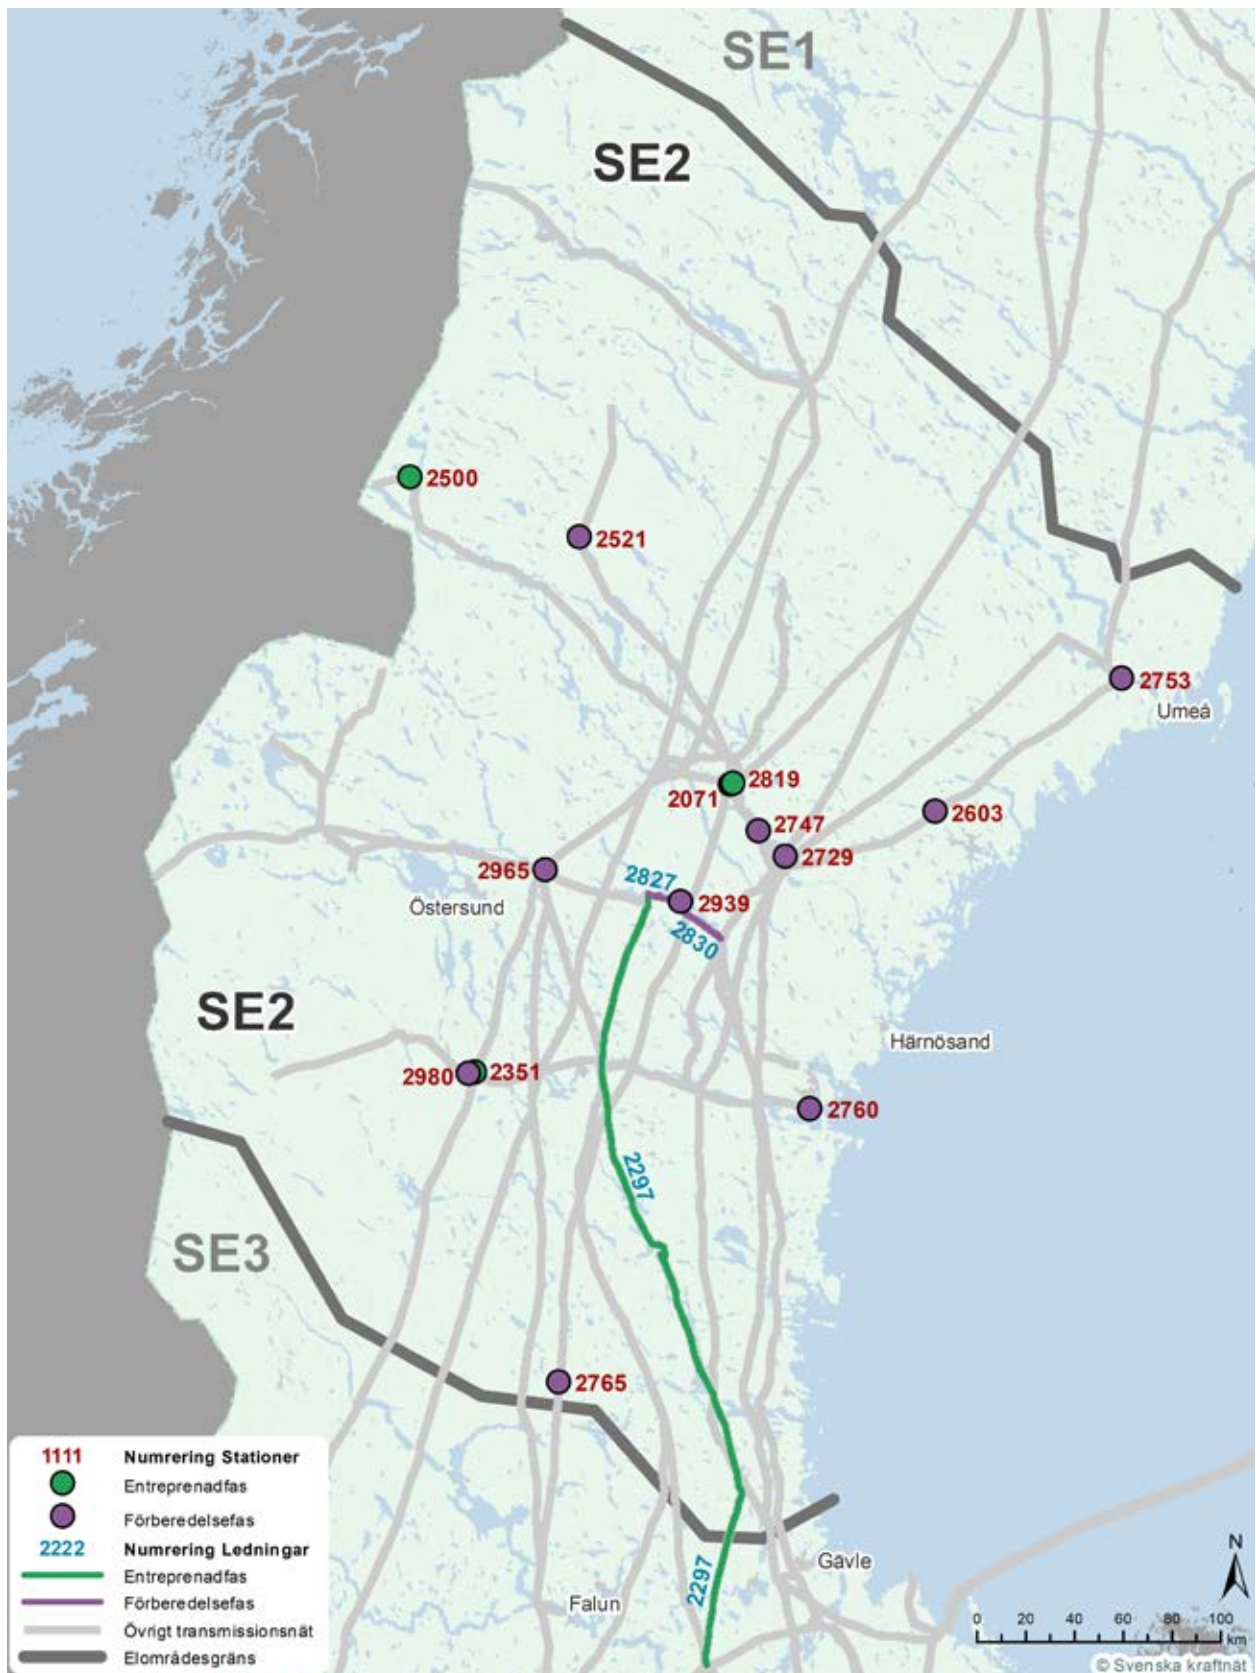 SE1
SE2
2500
2521
2753
Umeå
2819
2071
2603
2747
2729
2965
2827
2939
Östersund
2830
SE2
Härnösand
2980
2351
2760
2297
SE3
2765
1111 Numrering Stationer
Entreprenadfas
Förberedelsefas
2222 Numrering Ledningar
Entreprenadfas
Förberedelsefas
Övrigt transmissionsnät
Elområdesgräns
Gävle
2297
Falun
N
0 20 40 60 80 100
km
© Svenska kraftnät